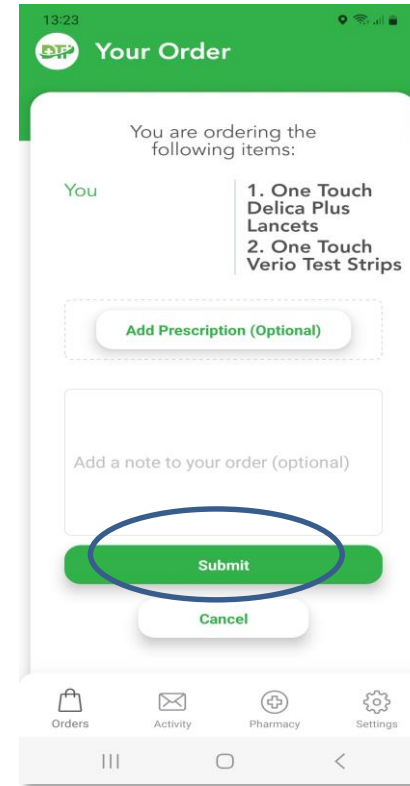 13:23
DTP Your Order
You are ordering the
following items:
You
1. One Touch
Delica Plus
Lancets
2. One Touch
Verio Test Strips
Add Prescription (Optional)
Add a note to your order (optional)
Submit
Cancel
Orders Activity Pharmacy Settings